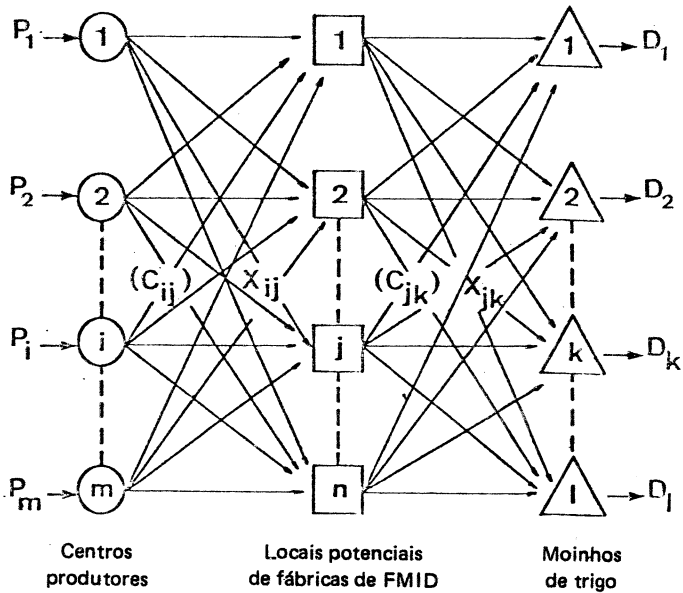 P1 1 1 1 D1
P2 2 2 2 D2
(Cij) Xij (Cjk) Xjk
Pi i j k Dk
Pm m n l Dl
Centros Locais potenciais Moinhos
produtores de fábricas de FMID de trigo